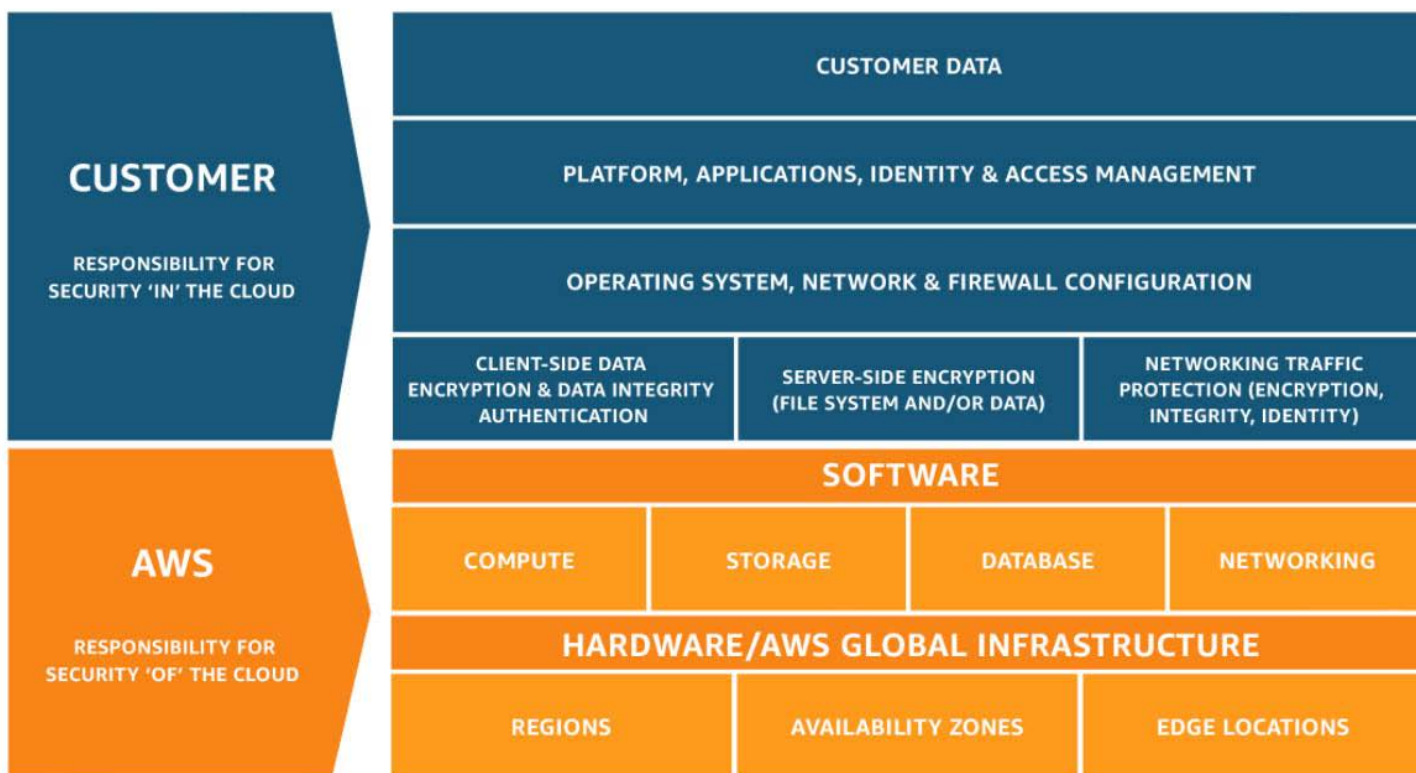 CUSTOMER
RESPONSIBILITY FOR
SECURITY ‘IN’ THE CLOUD
CUSTOMER DATA
PLATFORM, APPLICATIONS, IDENTITY & ACCESS MANAGEMENT
OPERATING SYSTEM, NETWORK & FIREWALL CONFIGURATION
CLIENT-SIDE DATA
ENCRYPTION & DATA INTEGRITY
AUTHENTICATION
SERVER-SIDE ENCRYPTION
(FILE SYSTEM AND/OR DATA)
NETWORKING TRAFFIC
PROTECTION (ENCRYPTION,
INTEGRITY, IDENTITY)
AWS
RESPONSIBILITY FOR
SECURITY ‘OF’ THE CLOUD
SOFTWARE
COMPUTE
STORAGE
DATABASE
NETWORKING
HARDWARE/AWS GLOBAL INFRASTRUCTURE
REGIONS
AVAILABILITY ZONES
EDGE LOCATIONS